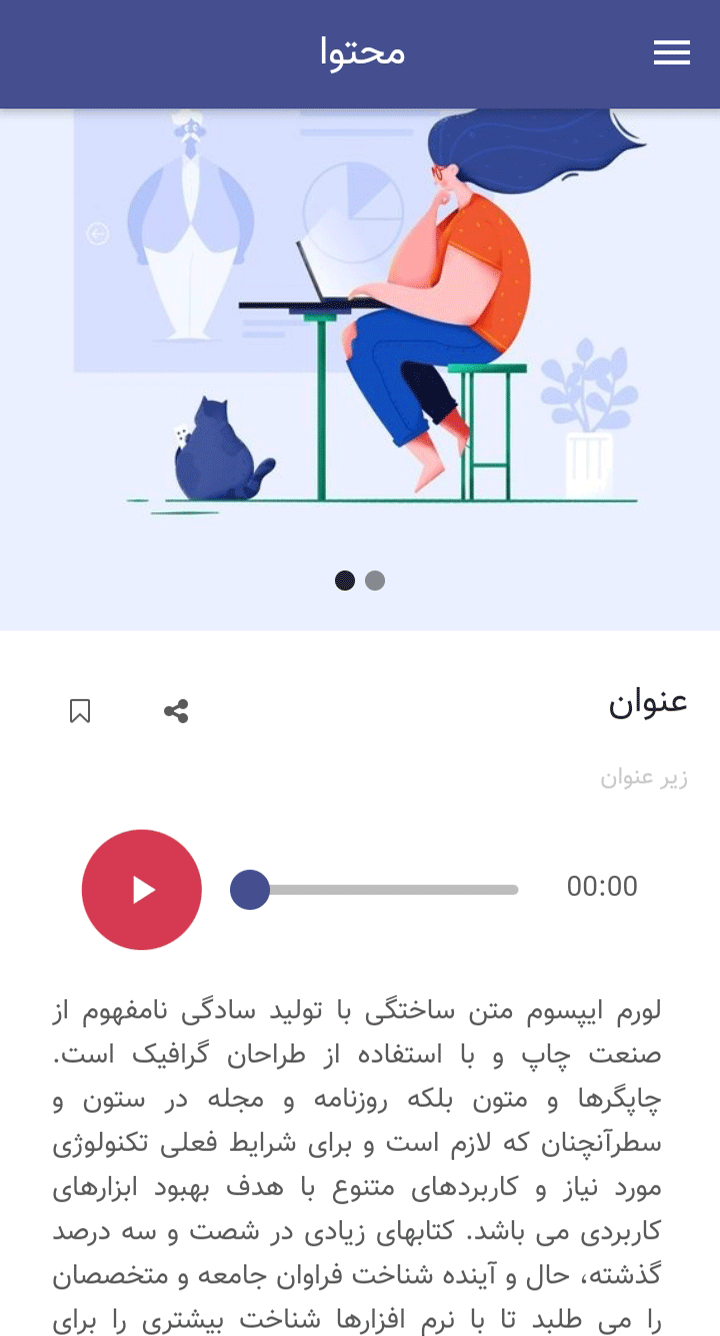 محتوا
عنوان
زیر عنوان
00:00
لورم ایپسوم متن ساختگی با تولید سادگی نامفهوم از
صنعت چاپ و با استفاده از طراحان گرافیک است.
چاپگرها و متون بلکه روزنامه و مجله در ستون و
سطرآنچنان که لازم است و برای شرایط فعلی تکنولوژی
مورد نیاز و کاربردهای متنوع با هدف بهبود ابزارهای
کاربردی می باشد. کتابهای زیادی در شصت و سه درصد
گذشته، حال و آینده شناخت فراوان جامعه و متخصصان
را می طلبد تا با نرم افزارها شناخت بیشتری را برای